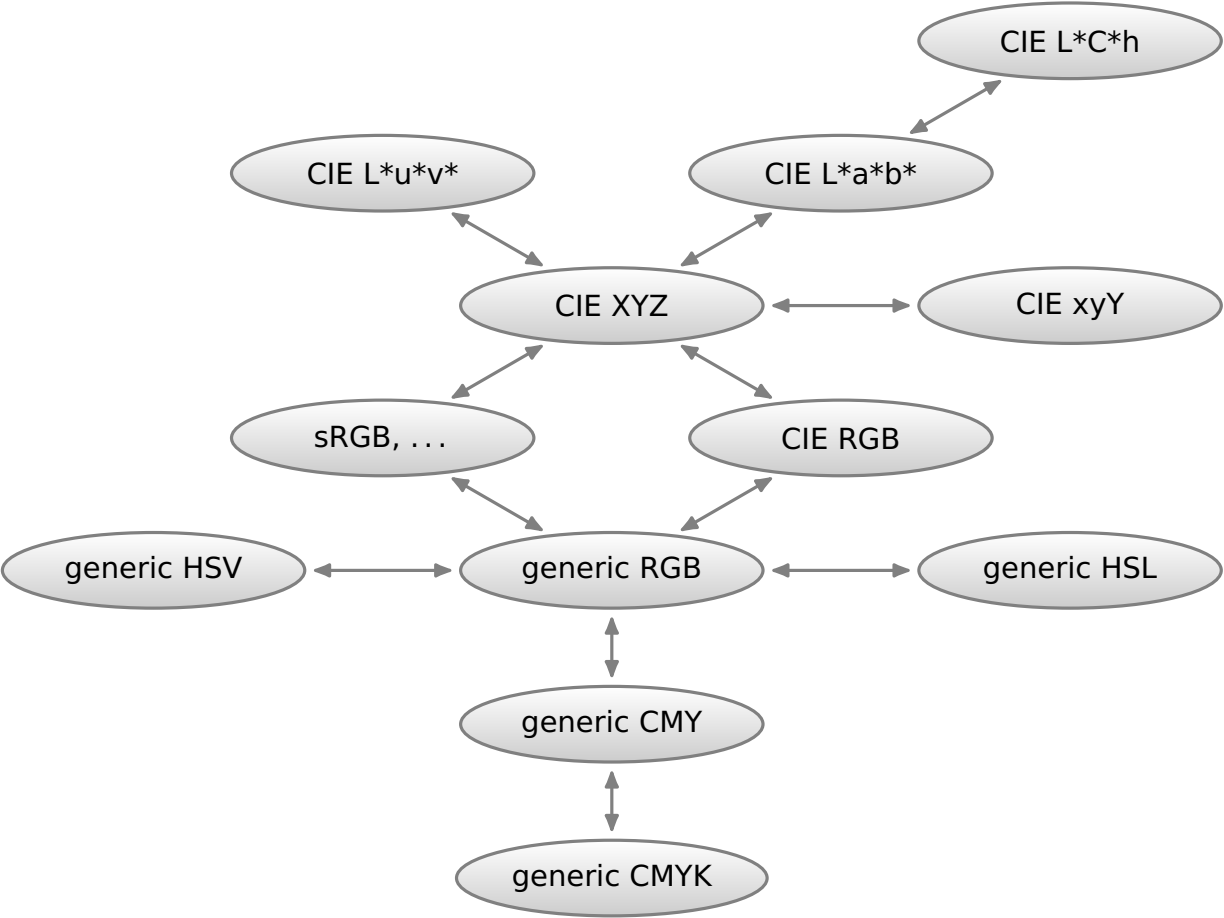 CIE L*C*h
CIE L*u*v*
CIE L*a*b*
CIE XYZ
CIE xyY
sRGB, ...
CIE RGB
generic HSV
generic RGB
generic HSL
generic CMY
generic CMYK